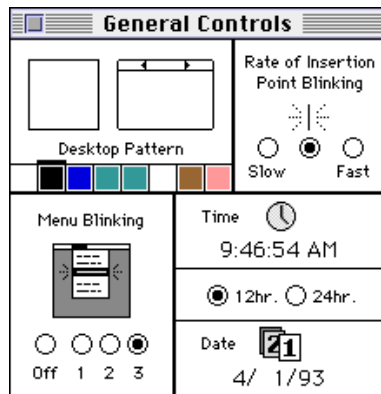 General Controls
Desktop Pattern
Rate of Insertion
Point Blinking
Slow Fast
Menu Blinking
Off 1 2 3
Time
9:46:54 AM
12hr. 24hr.
Date 21
4/ 1/93